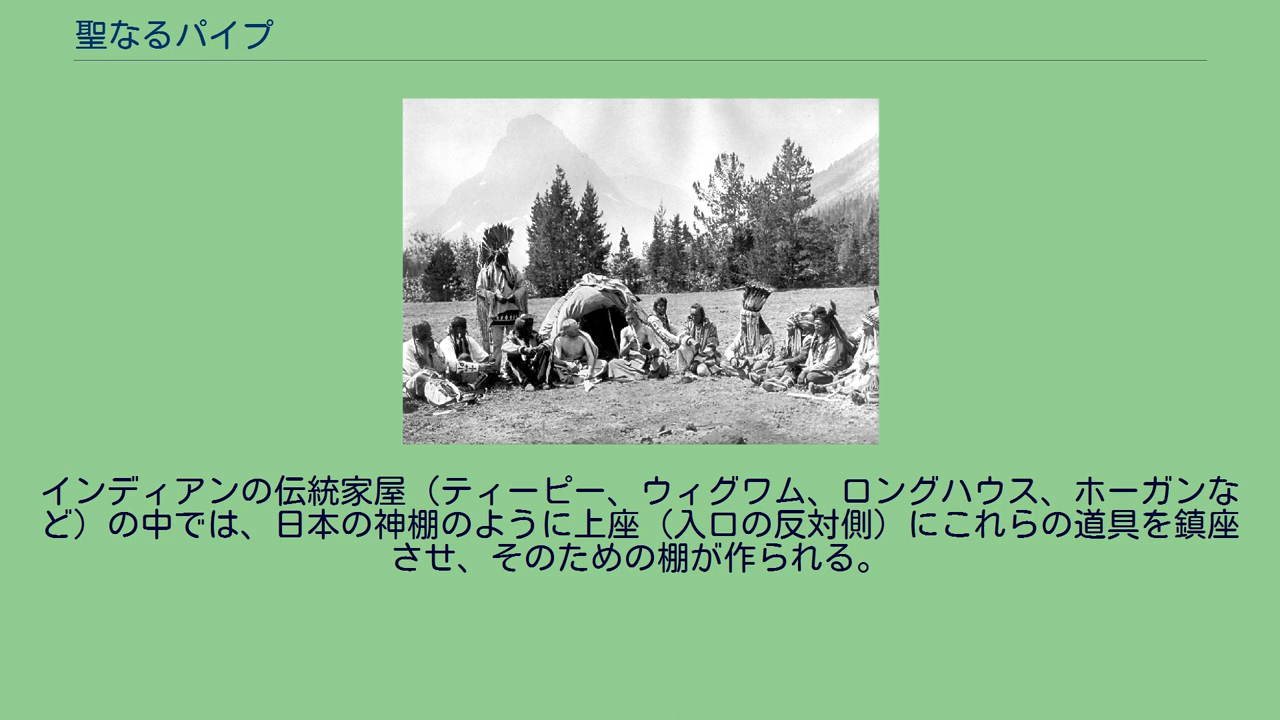 聖なるパイプ
インディアンの伝統家屋（ティーピー、ウィグワム、ロングハウス、ホーガンな
ど）の中では、日本の神棚のように上座（入口の反対側）にこれらの道具を鎮座
させ、そのための棚が作られる。